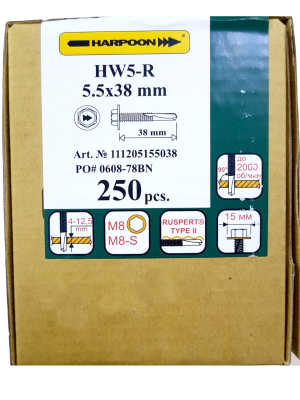 HARPOON
HW5-R
5.5x38 mm
38 mm
Art. № 111205155038
PO# 0608-78BN
250 pcs.
90°
до
2000
об/мин
4-12,5
mm
M8
M8-S
RUSPERT®
TYPE II
15 мм